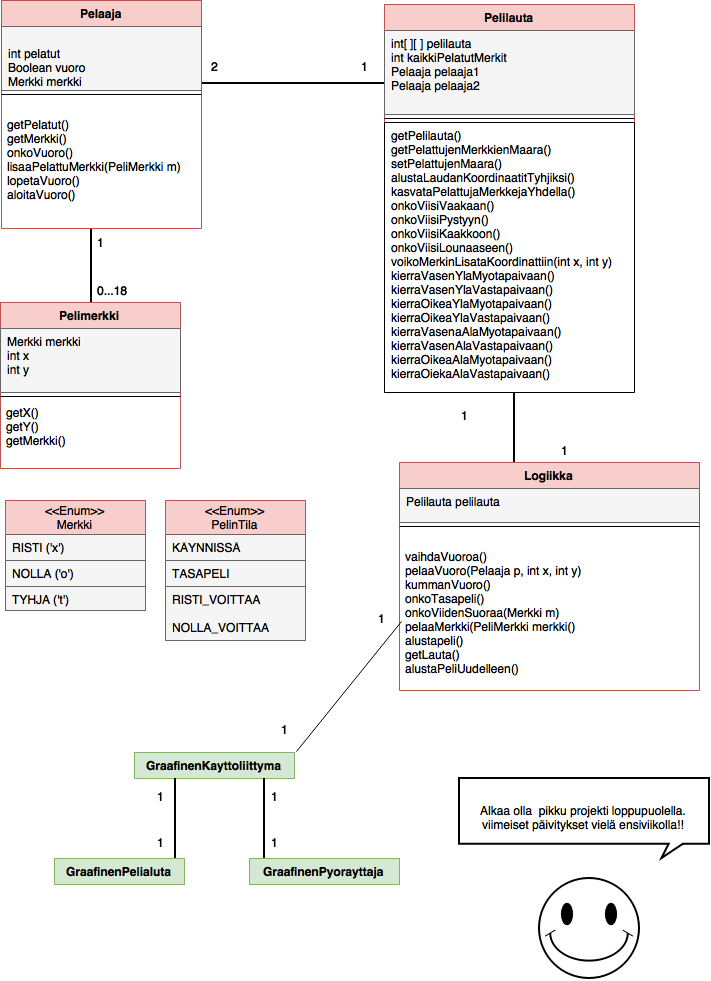 Pelaaja
int pelatut
Boolean vuoro
Merkki merkki
getPelatut()
getMerkki()
onkoVuoro()
lisaaPelattuMerkki(PeliMerkki m)
lopetaVuoro()
aloitaVuoro()
2
1
Pelilauta
int[ ][ ] pelilauta
int kaikkiPelatutMerkit
Pelaaja pelaaja1
Pelaaja pelaaja2
getPelilauta()
getPelattujenMerkkienMaara()
setPelattujenMaara()
alustaLaudanKoordinaatitTyhjiksi()
kasvataPelattujaMerkkejaYhdella()
onkoViisiVaakaan()
onkoViisiPystyyn()
onkoViisiKaakkoon()
onkoViisiLounaaseen()
voikoMerkinLisataKoordinattiin(int x, int y)
kierraVasenYlaMyotapaivaan()
kierraVasenYlaVastapaivaan()
kierraOikeaYlaMyotapaivaan()
kierraOikeaYlaVastapaivaan()
kierraVasenaAlaMyotapaivaan()
kierraVasenAlaVastapaivaan()
kierraOikeaAlaMyotapaivaan()
kierraOiekaAlaVastapaivaan()
1
0...18
Pelimerkki
Merkki merkki
int x
int y
getX()
getY()
getMerkki()
1
1
Logiikka
Pelilauta pelilauta
vaihdaVuoroa()
pelaaVuoro(Pelaaja p, int x, int y)
kummanVuoro()
onkoTasapeli()
onkoViidenSuoraa(Merkki m)
pelaaMerkki(PeliMerkki merkki()
alustapeli()
getLauta()
alustaPeliUudelleen()
<<Enum>>
Merkki
RISTI ('x')
NOLLA ('o')
TYHJA ('t')
<<Enum>>
PelinTila
KÄYNNISSÄ
TASAPELI
RISTI_VOITTAA
NOLLA_VOITTAA
1
1
GraafinenKayttoliittyma
1
1
1
1
GraafinenPelialuta
GraafinenPyorayttaja
Alkaa olla pikku projekti loppupuolella.
viimeiset päivitykset vielä ensiviikolla!!